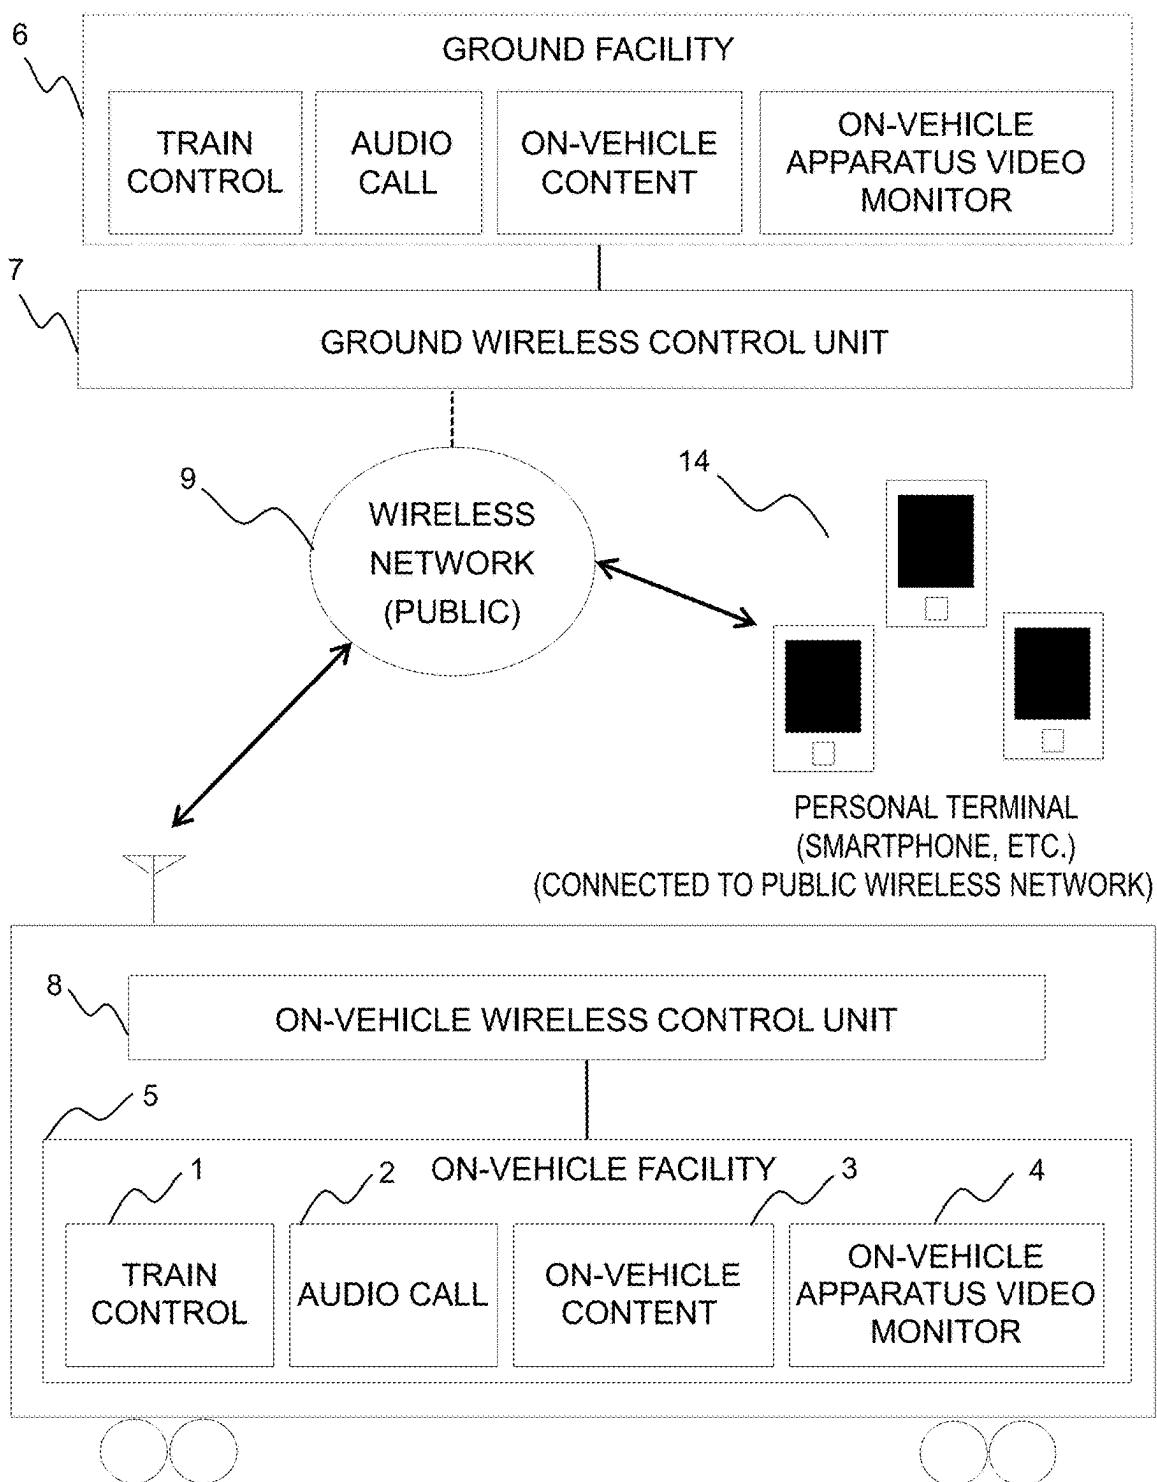 6
GROUND FACILITY
TRAIN
CONTROL
AUDIO
CALL
ON-VEHICLE
CONTENT
ON-VEHICLE
APPARATUS VIDEO
MONITOR
7
GROUND WIRELESS CONTROL UNIT
9
WIRELESS
NETWORK
(PUBLIC)
14
PERSONAL TERMINAL
(SMARTPHONE, ETC.)
(CONNECTED TO PUBLIC WIRELESS NETWORK)
8
ON-VEHICLE WIRELESS CONTROL UNIT
5
ON-VEHICLE FACILITY
1
TRAIN
CONTROL
2
AUDIO CALL
3
ON-VEHICLE
CONTENT
4
ON-VEHICLE
APPARATUS VIDEO
MONITOR